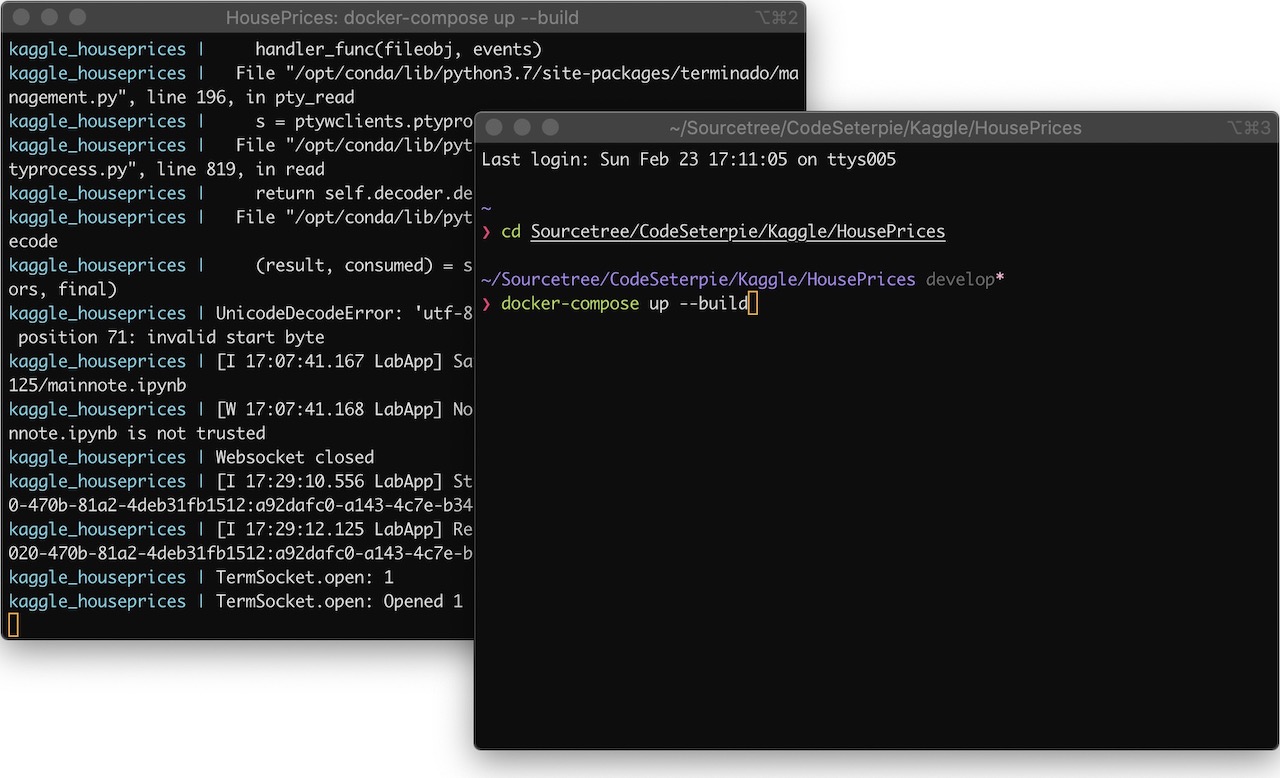 HousePrices: docker-compose up --build
⌥⌘2
kaggle_houseprices |     handler_func(fileobj, events)
kaggle_houseprices |   File "/opt/conda/lib/python3.7/site-packages/terminado/ma
nagement.py", line 196, in pty_read
kaggle_houseprices |     s = ptywclients.ptypro
kaggle_houseprices |   File "/opt/conda/lib/pyt
typrocess.py", line 819, in read
kaggle_houseprices |     return self.decoder.de
kaggle_houseprices |   File "/opt/conda/lib/pyt
ecode
kaggle_houseprices |     (result, consumed) = s
ors, final)
kaggle_houseprices | UnicodeDecodeError: 'utf-8
 position 71: invalid start byte
kaggle_houseprices | [I 17:07:41.167 LabApp] Sa
125/mainnote.ipynb
kaggle_houseprices | [W 17:07:41.168 LabApp] No
nnote.ipynb is not trusted
kaggle_houseprices | Websocket closed
kaggle_houseprices | [I 17:29:10.556 LabApp] St
0-470b-81a2-4deb31fb1512:a92dafc0-a143-4c7e-b34
kaggle_houseprices | [I 17:29:12.125 LabApp] Re
020-470b-81a2-4deb31fb1512:a92dafc0-a143-4c7e-b
kaggle_houseprices | TermSocket.open: 1
kaggle_houseprices | TermSocket.open: Opened 1
~/Sourcetree/CodeSeterpie/Kaggle/HousePrices
⌥⌘3
Last login: Sun Feb 23 17:11:05 on ttys005
~
❯ cd Sourcetree/CodeSeterpie/Kaggle/HousePrices
~/Sourcetree/CodeSeterpie/Kaggle/HousePrices develop*
❯ docker-compose up --build